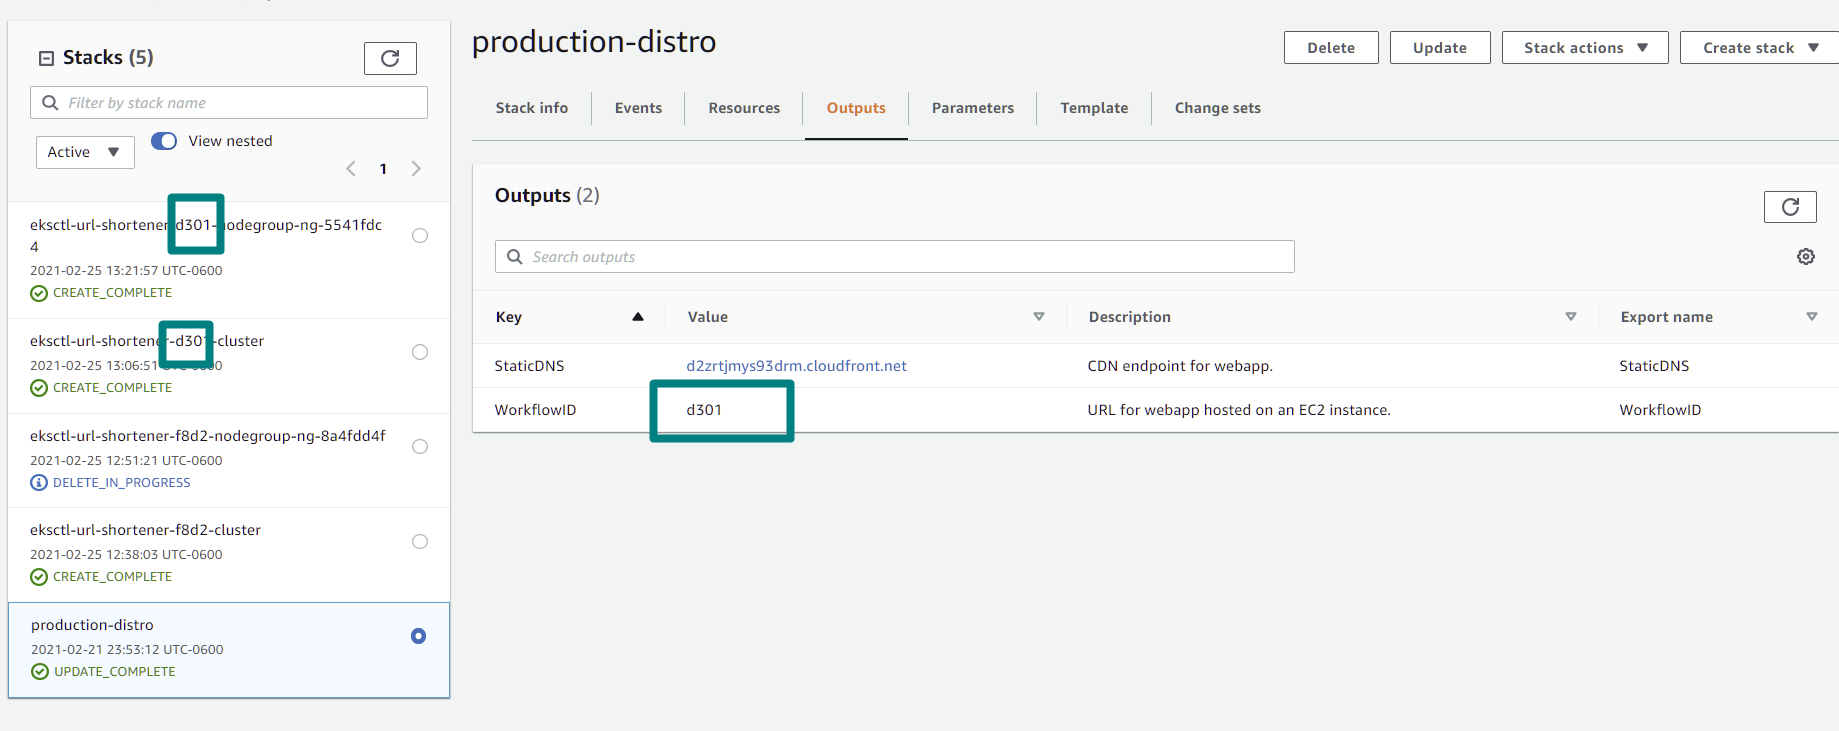 Stacks (5)
Filter by stack name
Active
View nested
1
eksctl-url-shortener-d301-nodegroup-ng-5541fdc
4
2021-02-25 13:21:57 UTC-0600
CREATE_COMPLETE
eksctl-url-shortener-d301-cluster
2021-02-25 13:06:51 UTC-0600
CREATE_COMPLETE
eksctl-url-shortener-f8d2-nodegroup-ng-8a4fdd4f
2021-02-25 12:51:21 UTC-0600
DELETE_IN_PROGRESS
eksctl-url-shortener-f8d2-cluster
2021-02-25 12:38:03 UTC-0600
CREATE_COMPLETE
production-distro
2021-02-21 23:53:12 UTC-0600
UPDATE_COMPLETE
production-distro
Delete
Update
Stack actions
Create stack
Stack info
Events
Resources
Outputs
Parameters
Template
Change sets
Outputs (2)
Search outputs
Key Value Description Export name
StaticDNS d2zrtjmys93drm.cloudfront.net CDN endpoint for webapp. StaticDNS
WorkflowID d301 URL for webapp hosted on an EC2 instance. WorkflowID